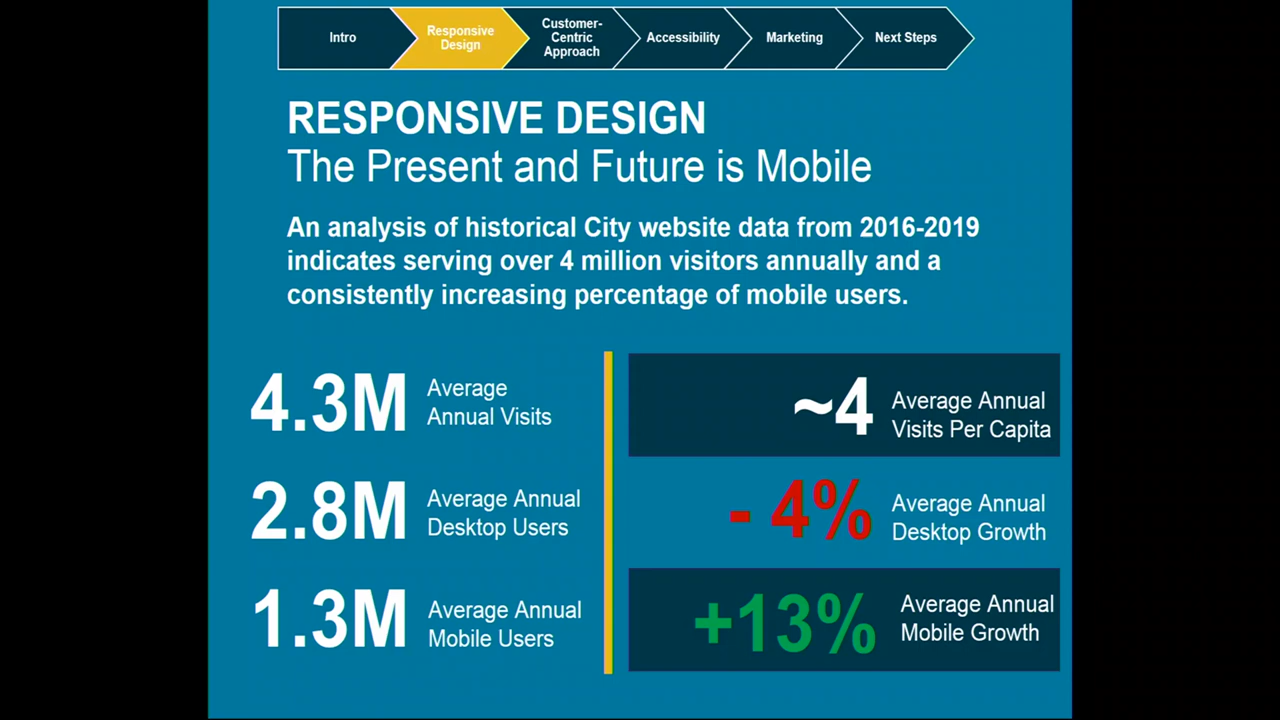 Intro
Responsive
Design
Customer-
Centric
Approach
Accessibility
Marketing
Next Steps
RESPONSIVE DESIGN
The Present and Future is Mobile
An analysis of historical City website data from 2016-2019
indicates serving over 4 million visitors annually and a
consistently increasing percentage of mobile users.
4.3M
Average
Annual Visits
2.8M
Average Annual
Desktop Users
1.3M
Average Annual
Mobile Users
~4
Average Annual
Visits Per Capita
- 4%
Average Annual
Desktop Growth
+13%
Average Annual
Mobile Growth